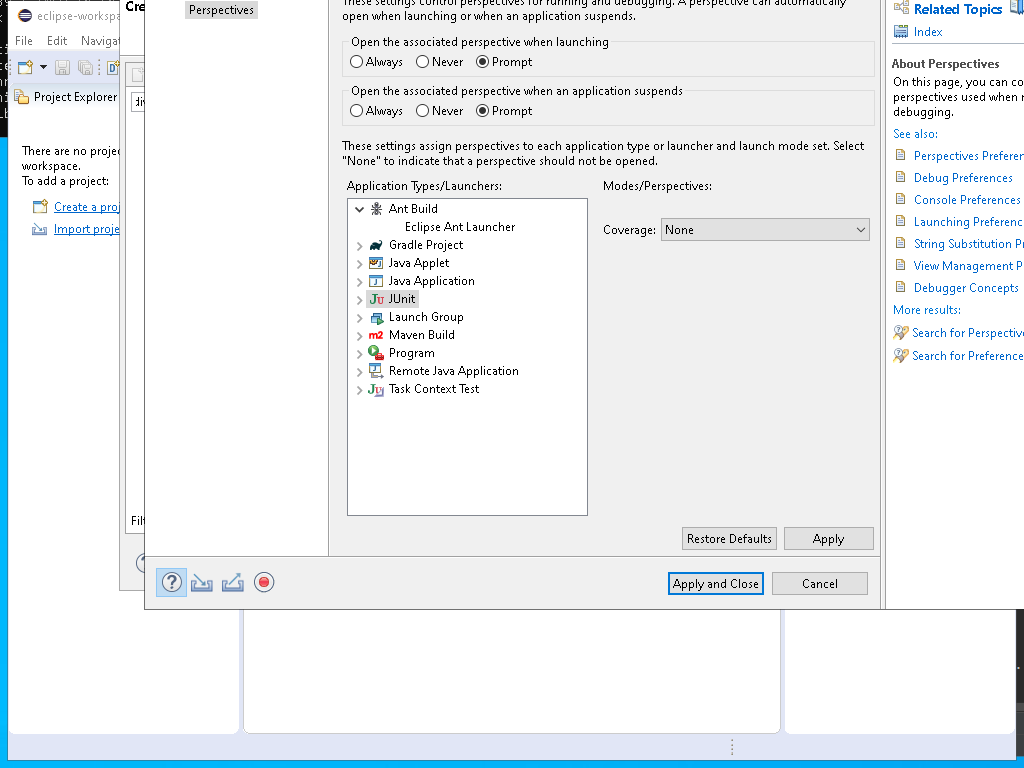 eclipse-workspa
File Edit Navigat
Project Explorer
There are no projec
workspace.
To add a project:
Create a proj
Import proje
Cre
Filt
Perspectives
These settings control perspectives for running and debugging. A perspective can automatically
open when launching or when an application suspends.
Open the associated perspective when launching
Always Never Prompt
Open the associated perspective when an application suspends
Always Never Prompt
These settings assign perspectives to each application type or launcher and launch mode set. Select
"None" to indicate that a perspective should not be opened.
Application Types/Launchers:
Modes/Perspectives:
Ant Build
Eclipse Ant Launcher
Gradle Project
Java Applet
Java Application
JUnit
Launch Group
Maven Build
Program
Remote Java Application
Task Context Test
Coverage: None
Restore Defaults Apply
Apply and Close Cancel
Related Topics
Index
About Perspectives
On this page, you can co
perspectives used when r
debugging.
See also:
Perspectives Preferen
Debug Preferences
Console Preferences
Launching Preferenc
String Substitution P
View Management P
Debugger Concepts
More results:
Search for Perspective
Search for Preference